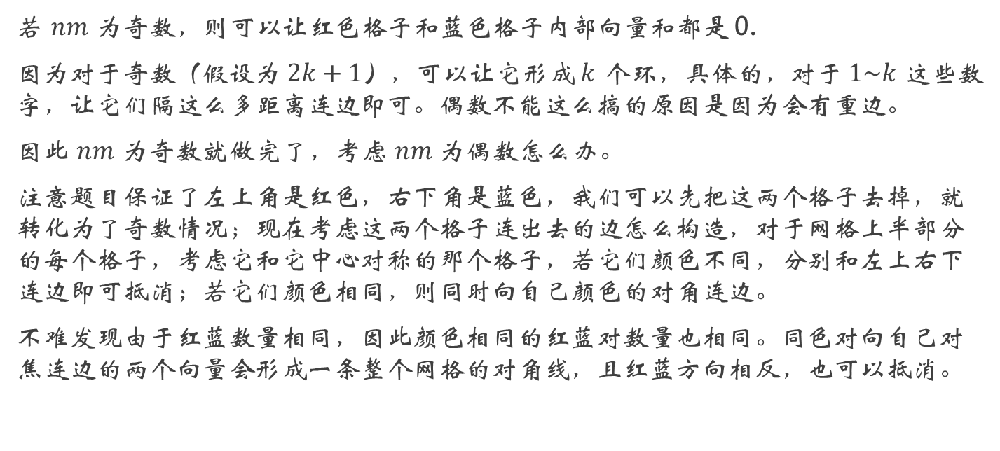 若 nm 为奇数，则可以让红色格子和蓝色格子内部向量和都是 0.
因为对于奇数（假设为 2k + 1），可以让它形成 k 个环，具体的，对于 1~k 这些数
字，让它们隔这么多距离连边即可。偶数不能这么搞的原因是因为会有重边。
因此 nm 为奇数就做完了，考虑 nm 为偶数怎么办。
注意题目保证了左上角是红色，右下角是蓝色，我们可以先把这两个格子去掉，就
转化为了奇数情况；现在考虑这两个格子连出去的边怎么构造，对于网格上半部分
的每个格子，考虑它和它中心对称的那个格子，若它们颜色不同，分别和左上右下
连边即可抵消；若它们颜色相同，则同时向自己颜色的对角连边。
不难发现由于红蓝数量相同，因此颜色相同的红蓝对数量也相同。同色对向自己对
焦连边的两个向量会形成一条整个网格的对角线，且红蓝方向相反，也可以抵消。